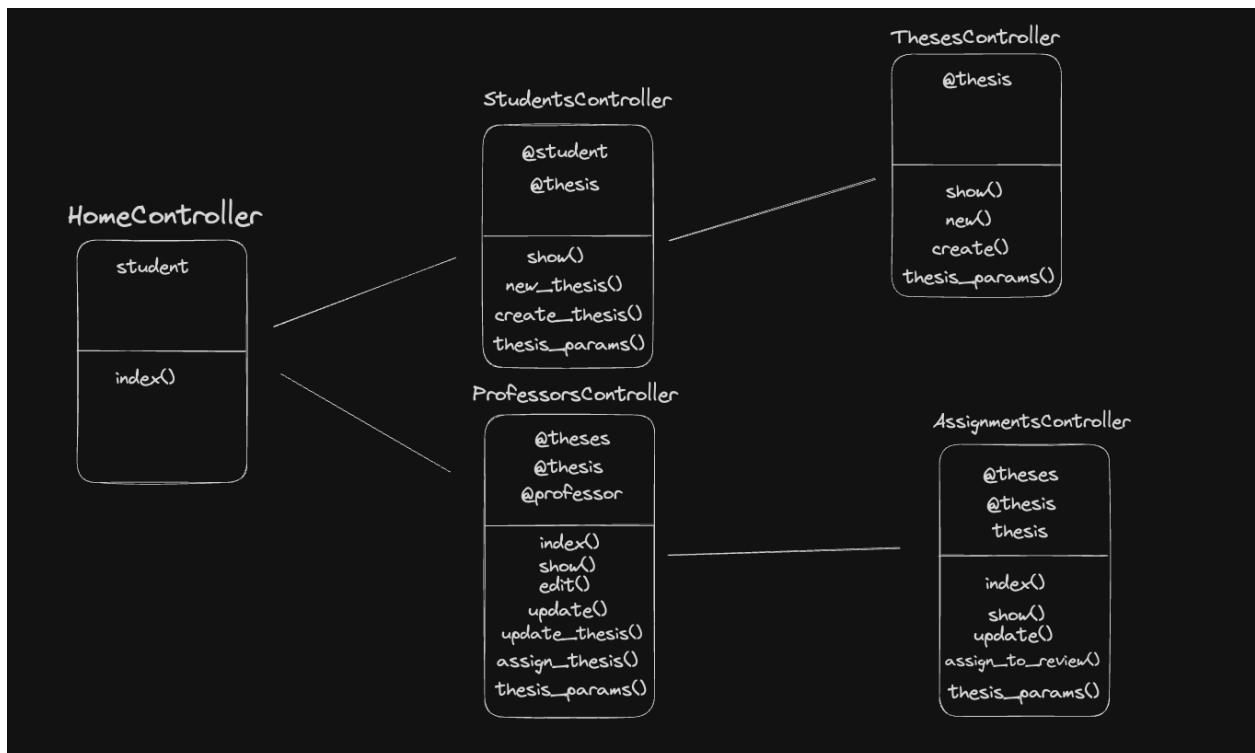 HomeController
student
index()
StudentsController
@student
@thesis
show()
new_thesis()
create_thesis()
thesis_params()
ThesesController
@thesis
show()
new()
create()
thesis_params()
ProfessorsController
@theses
@thesis
@professor
index()
show()
edit()
update()
update_thesis()
assign_thesis()
thesis_params()
AssignmentsController
@theses
@thesis
thesis
index()
show()
update()
assign_to_review()
thesis_params()